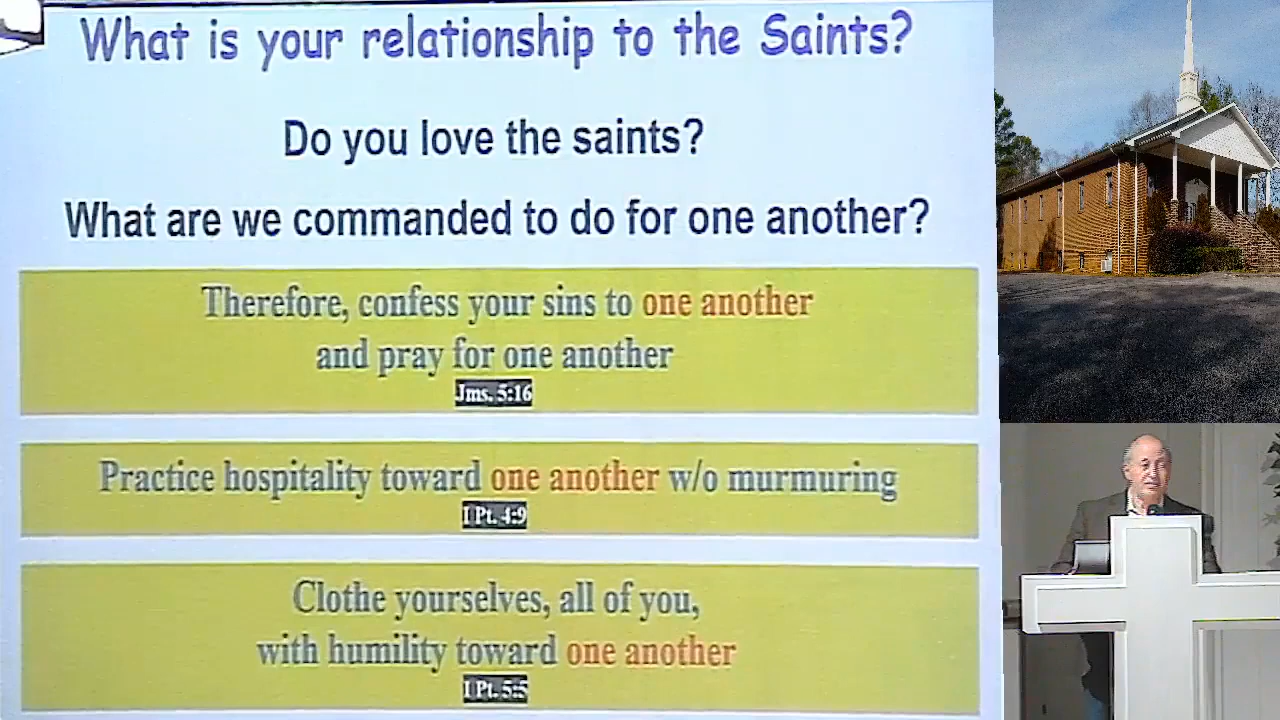 What is your relationship to the Saints?
Do you love the saints?
What are we commanded to do for one another?
Therefore, confess your sins to one another
and pray for one another
Jms. 5:16
Practice hospitality toward one another w/o murmuring
I Pt. 4:9
Clothe yourselves, all of you,
with humility toward one another
I Pt. 5:5